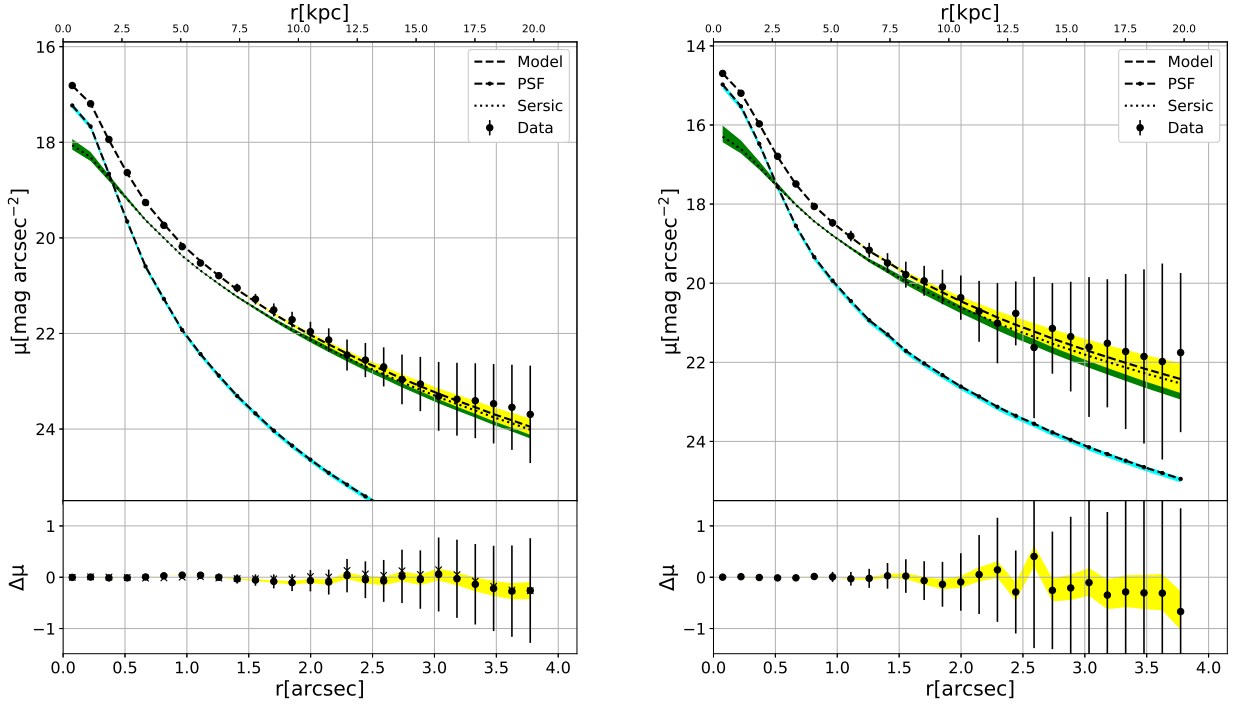 r[kpc]
0.0 2.5 5.0 7.5 10.0 12.5 15.0 17.5 20.0
16
18
20
22
24
μ[mag arcsec⁻²]
Model
PSF
Sersic
Data
1
0
−1
Δμ
0.0 0.5 1.0 1.5 2.0 2.5 3.0 3.5 4.0
r[arcsec]
r[kpc]
0.0 2.5 5.0 7.5 10.0 12.5 15.0 17.5 20.0
14
16
18
20
22
24
μ[mag arcsec⁻²]
Model
PSF
Sersic
Data
1
0
−1
Δμ
0.0 0.5 1.0 1.5 2.0 2.5 3.0 3.5 4.0
r[arcsec]